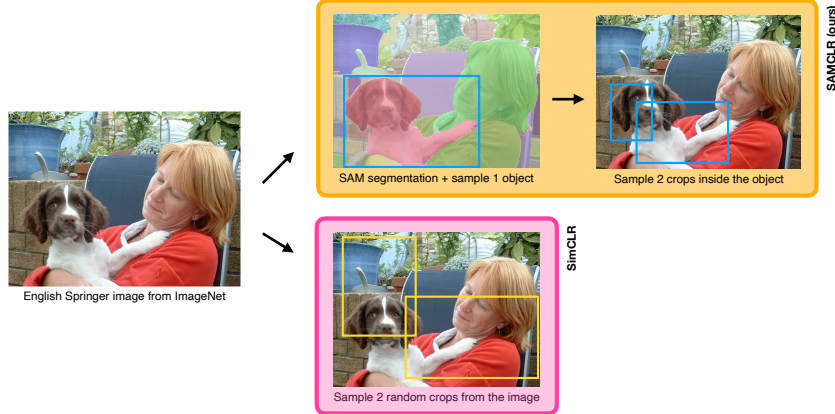 SAMCLR (ours)
SAM segmentation + sample 1 object
Sample 2 crops inside the object
English Springer image from ImageNet
SimCLR
Sample 2 random crops from the image